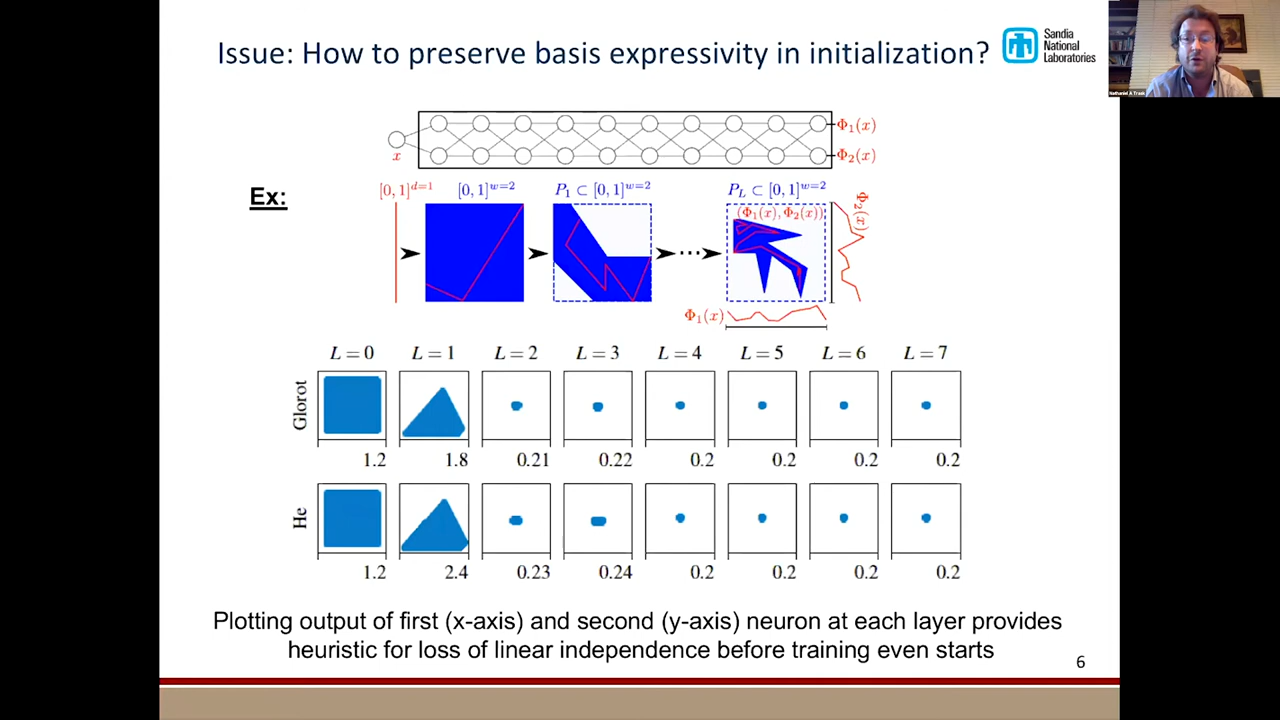 Issue: How to preserve basis expressivity in initialization?
Sandia
National
Laboratories
Nathaniel A Trask
x
Φ₁(x)
Φ₂(x)
Ex:
[0, 1]^{d=1}
[0, 1]^{w=2}
P₁ ⊂ [0, 1]^{w=2}
P_L ⊂ [0, 1]^{w=2}
(Φ₁(x), Φ₂(x))
Φ₂(x)
...
Φ₁(x)
L = 0 L = 1 L = 2 L = 3 L = 4 L = 5 L = 6 L = 7
Glorot
1.2 1.8 0.21 0.22 0.2 0.2 0.2 0.2
He
1.2 2.4 0.23 0.24 0.2 0.2 0.2 0.2
Plotting output of first (x-axis) and second (y-axis) neuron at each layer provides
heuristic for loss of linear independence before training even starts
6